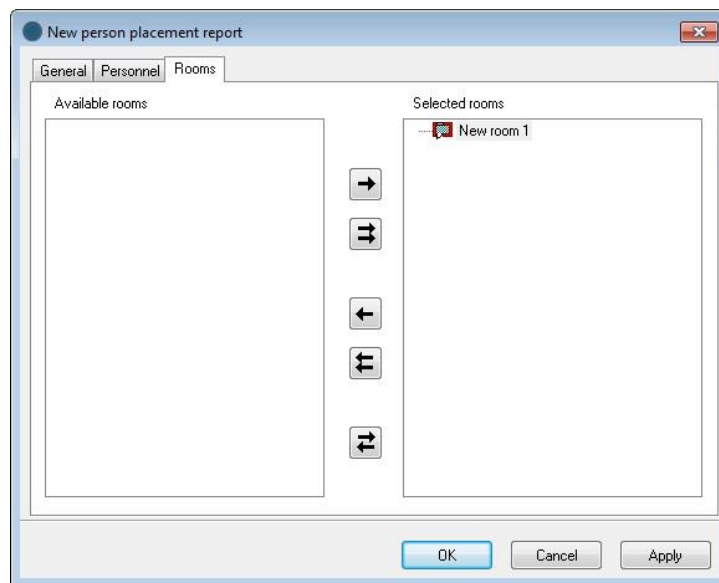 New person placement report
General Personnel Rooms
Available rooms Selected rooms
New room 1
OK Cancel Apply